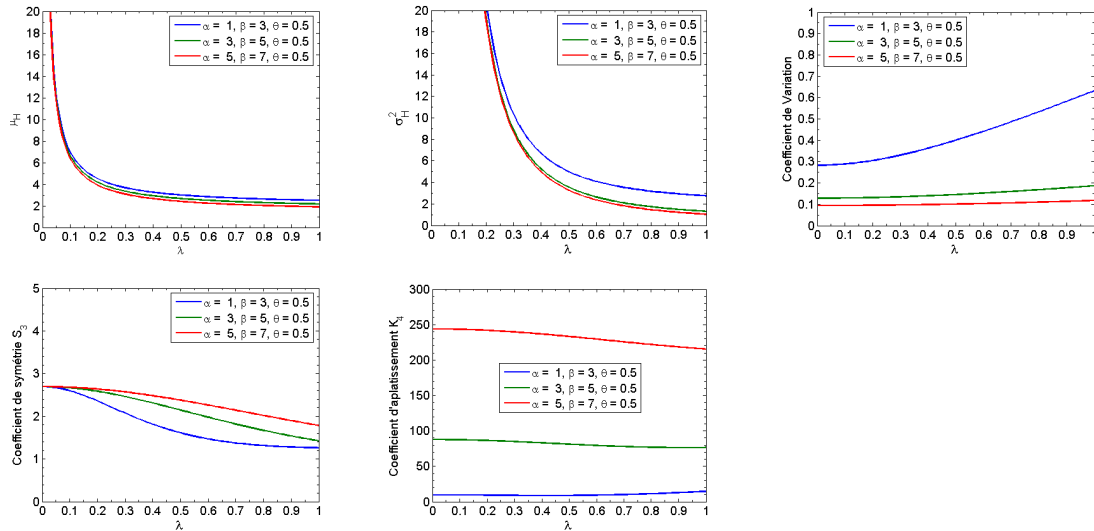 20
18
16
14
12
10
8
6
4
2
0
μH
0 0.1 0.2 0.3 0.4 0.5 0.6 0.7 0.8 0.9 1
λ
α = 1, β = 3, θ = 0.5
α = 3, β = 5, θ = 0.5
α = 5, β = 7, θ = 0.5
20
18
16
14
12
10
8
6
4
2
0
σ²H
0 0.1 0.2 0.3 0.4 0.5 0.6 0.7 0.8 0.9 1
λ
α = 1, β = 3, θ = 0.5
α = 3, β = 5, θ = 0.5
α = 5, β = 7, θ = 0.5
1
0.9
0.8
0.7
0.6
0.5
0.4
0.3
0.2
0.1
0
Coefficient de Variation
0 0.1 0.2 0.3 0.4 0.5 0.6 0.7 0.8 0.9 1
λ
α = 1, β = 3, θ = 0.5
α = 3, β = 5, θ = 0.5
α = 5, β = 7, θ = 0.5
5
4
3
2
1
0
Coefficient de symétrie S3
0 0.1 0.2 0.3 0.4 0.5 0.6 0.7 0.8 0.9 1
λ
α = 1, β = 3, θ = 0.5
α = 3, β = 5, θ = 0.5
α = 5, β = 7, θ = 0.5
300
250
200
150
100
50
0
Coefficient d'aplatissement K4
0 0.1 0.2 0.3 0.4 0.5 0.6 0.7 0.8 0.9 1
λ
α = 1, β = 3, θ = 0.5
α = 3, β = 5, θ = 0.5
α = 5, β = 7, θ = 0.5